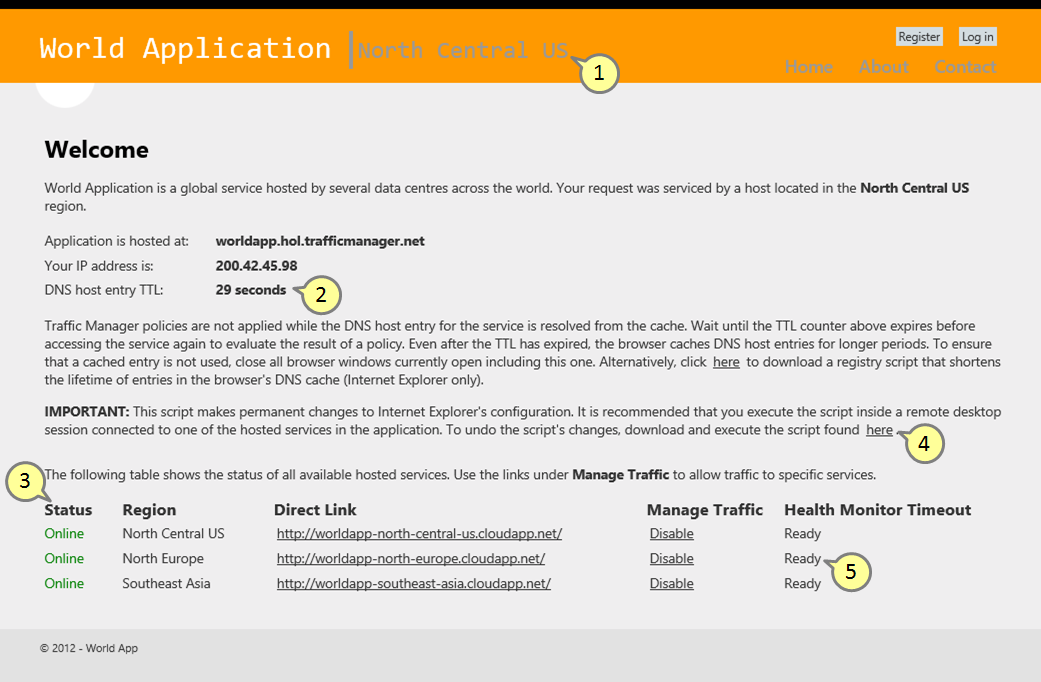 World Application | North Central US
1
Register Log in
Home About Contact
Welcome
World Application is a global service hosted by several data centres across the world. Your request was serviced by a host located in the North Central US
region.
Application is hosted at: worldapp.hol.trafficmanager.net
Your IP address is: 200.42.45.98
DNS host entry TTL: 29 seconds
2
Traffic Manager policies are not applied while the DNS host entry for the service is resolved from the cache. Wait until the TTL counter above expires before
accessing the service again to evaluate the result of a policy. Even after the TTL has expired, the browser caches DNS host entries for longer periods. To ensure
that a cached entry is not used, close all browser windows currently open including this one. Alternatively, click here to download a registry script that shortens
the lifetime of entries in the browser's DNS cache (Internet Explorer only).
IMPORTANT: This script makes permanent changes to Internet Explorer's configuration. It is recommended that you execute the script inside a remote desktop
session connected to one of the hosted services in the application. To undo the script's changes, download and execute the script found here .
4
3
The following table shows the status of all available hosted services. Use the links under Manage Traffic to allow traffic to specific services.
Status Region Direct Link Manage Traffic Health Monitor Timeout
Online North Central US http://worldapp-north-central-us.cloudapp.net/ Disable Ready
Online North Europe http://worldapp-north-europe.cloudapp.net/ Disable Ready
5
Online Southeast Asia http://worldapp-southeast-asia.cloudapp.net/ Disable Ready
© 2012 - World App